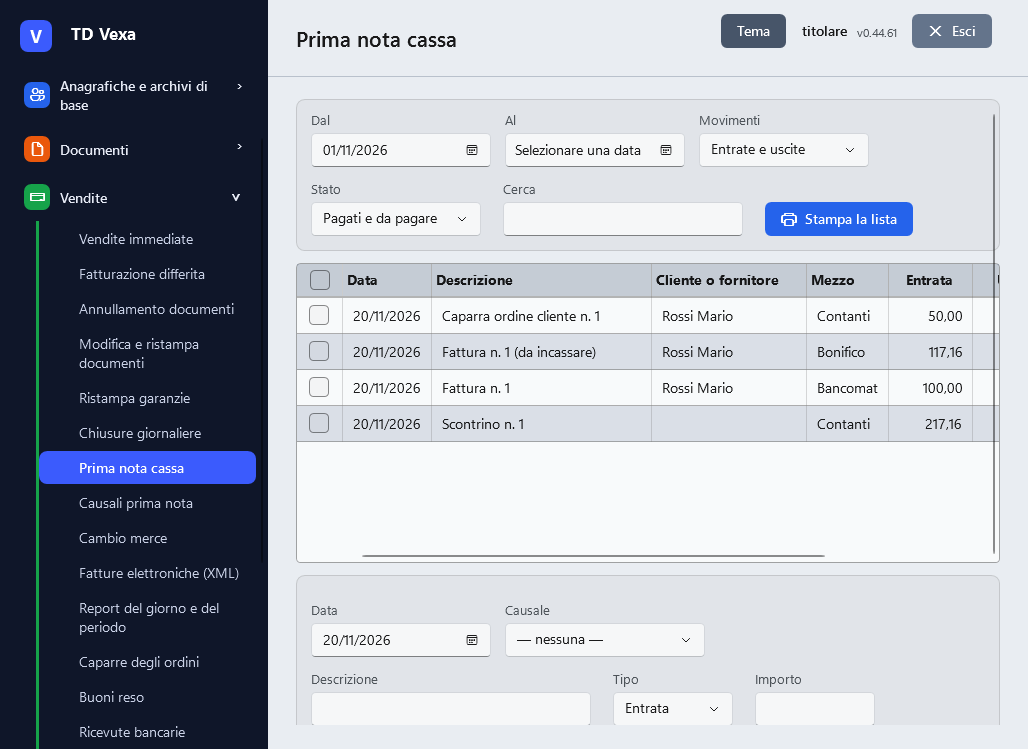 V
TD Vexa
Anagrafiche e archivi di
base
Documenti
Vendite
Vendite immediate
Fatturazione differita
Annullamento documenti
Modifica e ristampa
documenti
Ristampa garanzie
Chiusure giornaliere
Prima nota cassa
Causali prima nota
Cambio merce
Fatture elettroniche (XML)
Report del giorno e del
periodo
Caparre degli ordini
Buoni reso
Ricevute bancarie
Prima nota cassa
Tema titolare v0.44.61 Esci
Dal Al Movimenti
01/11/2026 Selezionare una data Entrate e uscite
Stato Cerca
Pagati e da pagare Stampa la lista
Data Descrizione Cliente o fornitore Mezzo Entrata
20/11/2026 Caparra ordine cliente n. 1 Rossi Mario Contanti 50,00
20/11/2026 Fattura n. 1 (da incassare) Rossi Mario Bonifico 117,16
20/11/2026 Fattura n. 1 Rossi Mario Bancomat 100,00
20/11/2026 Scontrino n. 1 Contanti 217,16
Data Causale
20/11/2026 — nessuna —
Descrizione Tipo Importo
Entrata